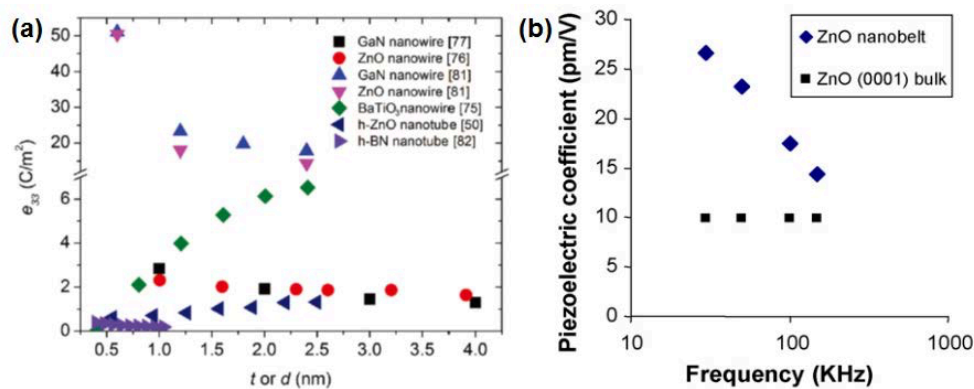 (a)
50
40
30
20
10
6
4
2
0
e33 (C/m²)
GaN nanowire [77]
ZnO nanowire [76]
GaN nanowire [81]
ZnO nanowire [81]
BaTiO₃nanowire [75]
h-ZnO nanotube [50]
h-BN nanotube [82]
0.5 1.0 1.5 2.0 2.5 3.0 3.5 4.0
t or d (nm)
(b)
Piezoelectric coefficient (pm/V)
30
25
20
15
10
5
0
ZnO nanobelt
ZnO (0001) bulk
10 100 1000
Frequency (KHz)